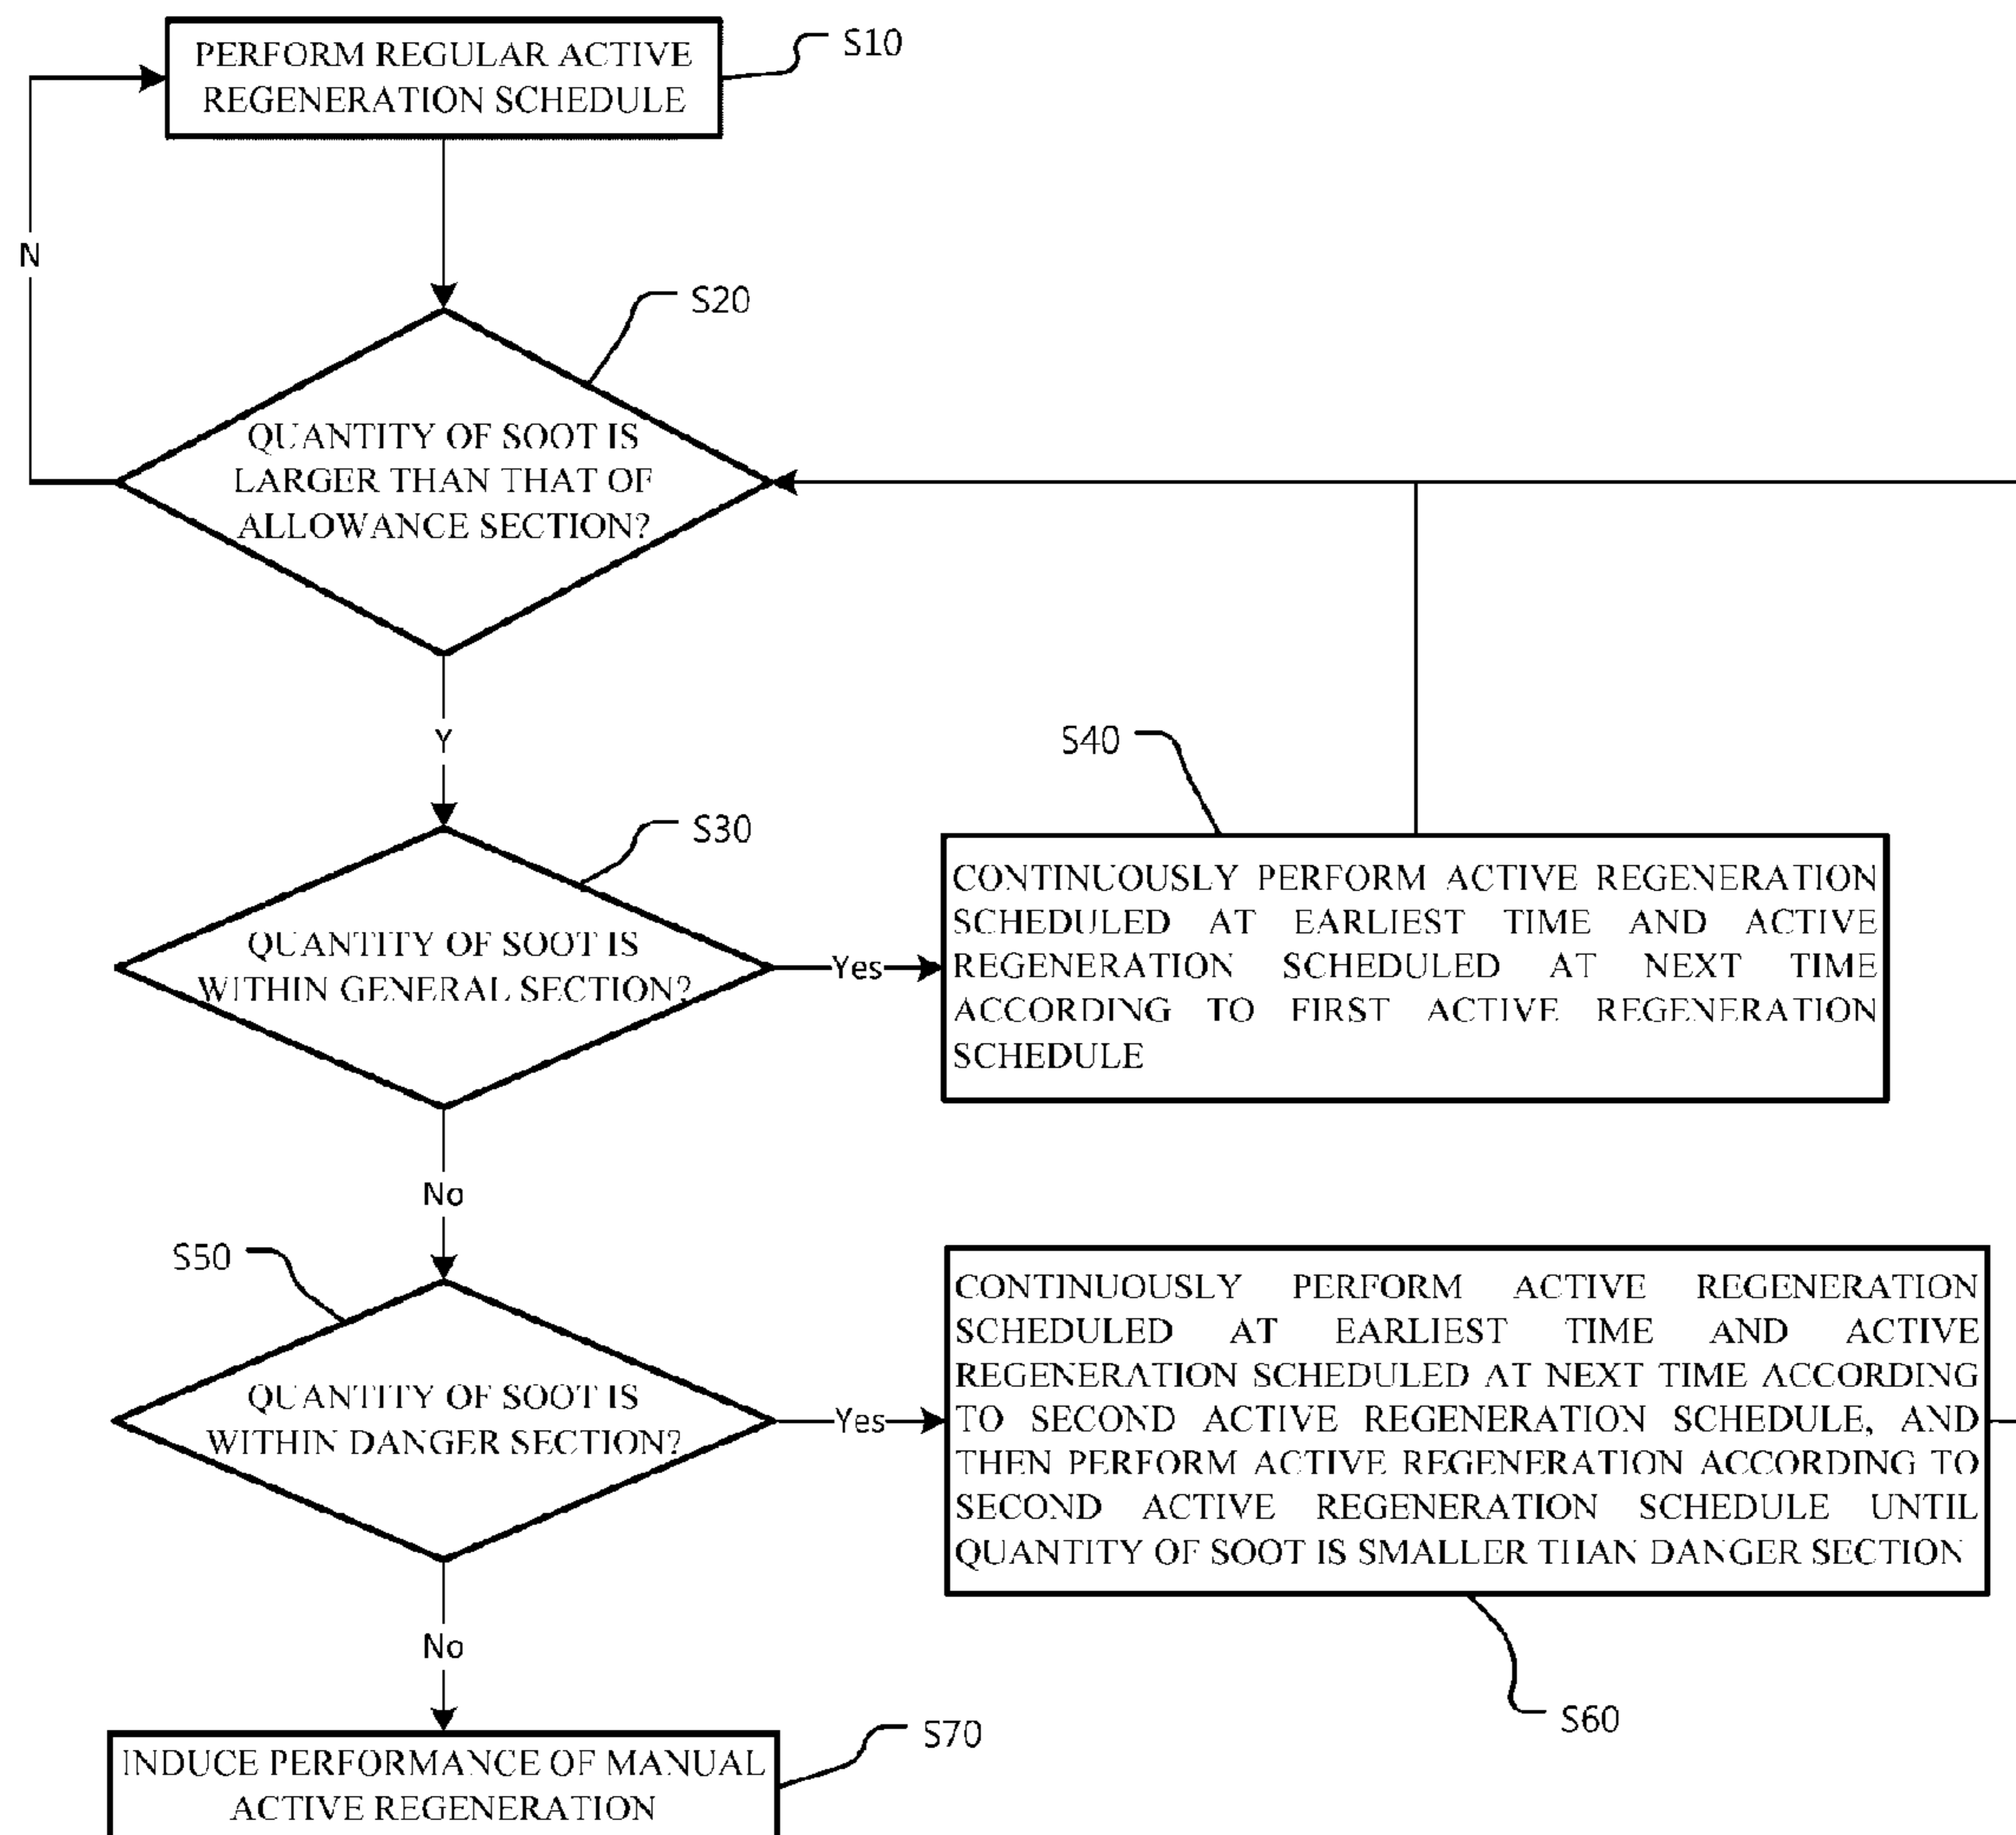 PERFORM REGULAR ACTIVE
REGENERATION SCHEDULE
S10
N
S20
QUANTITY OF SOOT IS
LARGER THAN THAT OF
ALLOWANCE SECTION?
Y
S30
QUANTITY OF SOOT IS
WITHIN GENERAL SECTION?
Yes
S40
CONTINUOUSLY PERFORM ACTIVE REGENERATION
SCHEDULED AT EARLIEST TIME AND ACTIVE
REGENERATION SCHEDULED AT NEXT TIME
ACCORDING TO FIRST ACTIVE REGENERATION
SCHEDULE
No
S50
QUANTITY OF SOOT IS
WITHIN DANGER SECTION?
Yes
CONTINUOUSLY PERFORM ACTIVE REGENERATION
SCHEDULED AT EARLIEST TIME AND ACTIVE
REGENERATION SCHEDULED AT NEXT TIME ACCORDING
TO SECOND ACTIVE REGENERATION SCHEDULE, AND
THEN PERFORM ACTIVE REGENERATION ACCORDING TO
SECOND ACTIVE REGENERATION SCHEDULE UNTIL
QUANTITY OF SOOT IS SMALLER THAN DANGER SECTION
S60
No
INDUCE PERFORMANCE OF MANUAL
ACTIVE REGENERATION
S70